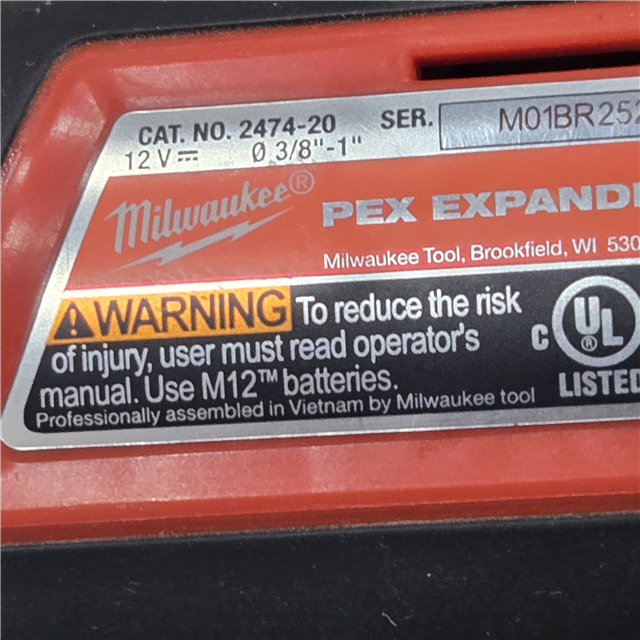 CAT. NO. 2474-20 SER. M01BR252
12 V ⎓ Ø 3/8"-1"
Milwaukee®
PEX EXPAND
Milwaukee Tool, Brookfield, WI 530
⚠WARNING To reduce the risk
of injury, user must read operator's
manual. Use M12™ batteries.
Professionally assembled in Vietnam by Milwaukee tool
C UL ®
LISTED